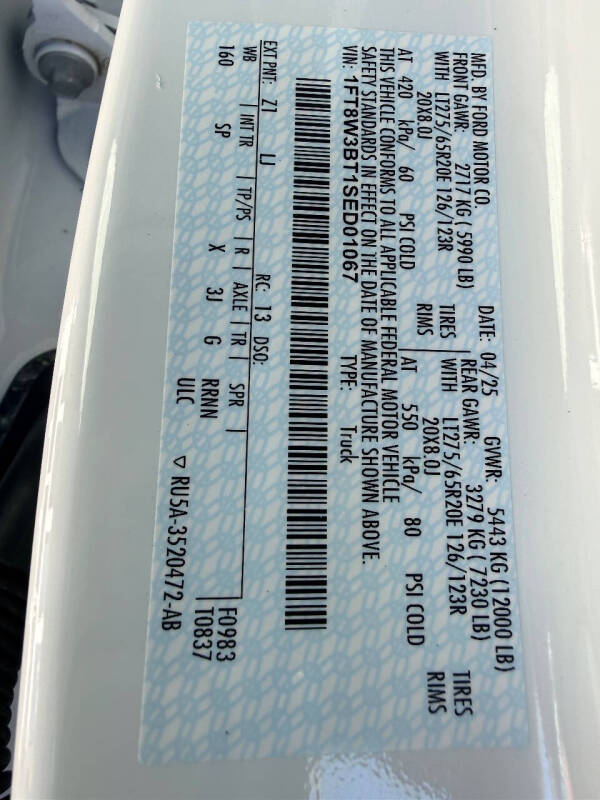 MFD. BY FORD MOTOR CO.
DATE: 04/25 GVWR: 5443 KG (12000 LB)
FRONT GAWR: 2717 KG ( 5990 LB) REAR GAWR: 3279 KG ( 7230 LB)
WITH LT275/65R20E 126/123R TIRES WITH LT275/65R20E 126/123R TIRES
20X8.0J RIMS 20X8.0J RIMS
AT 420 kPa/ 60 PSI COLD AT 550 kPa/ 80 PSI COLD
THIS VEHICLE CONFORMS TO ALL APPLICABLE FEDERAL MOTOR VEHICLE
SAFETY STANDARDS IN EFFECT ON THE DATE OF MANUFACTURE SHOWN ABOVE.
VIN: 1FT8W3BT1SED01067 TYPE: Truck
F0983
T0837
EXT PNT: Z1 LJ RC: 13 DSO:
WB INT TR TP/PS R AXLE TR SPR
160 SP X 3J G RRNN
ULC ▽ RU5A-3520472-AB